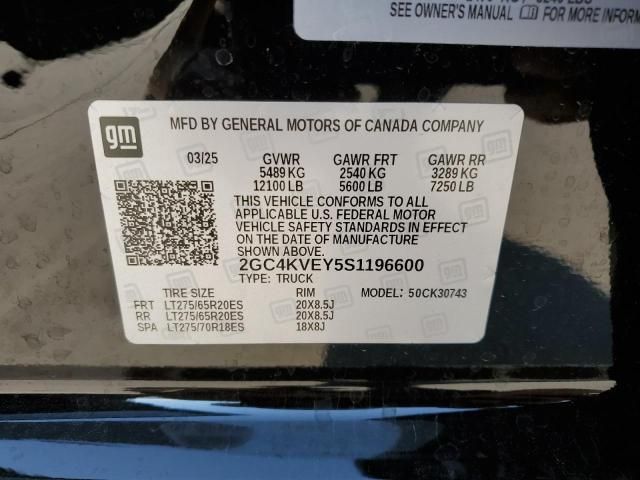 SEE OWNER'S MANUAL FOR MORE INFORM
gm
MFD BY GENERAL MOTORS OF CANADA COMPANY
03/25 GVWR GAWR FRT GAWR RR
5489 KG 2540 KG 3289 KG
12100 LB 5600 LB 7250 LB
THIS VEHICLE CONFORMS TO ALL
APPLICABLE U.S. FEDERAL MOTOR
VEHICLE SAFETY STANDARDS IN EFFECT
ON THE DATE OF MANUFACTURE
SHOWN ABOVE.
2GC4KVEY5S1196600
TYPE: TRUCK
TIRE SIZE RIM MODEL: 50CK30743
FRT LT275/65R20ES 20X8.5J
RR LT275/65R20ES 20X8.5J
SPA LT275/70R18ES 18X8J